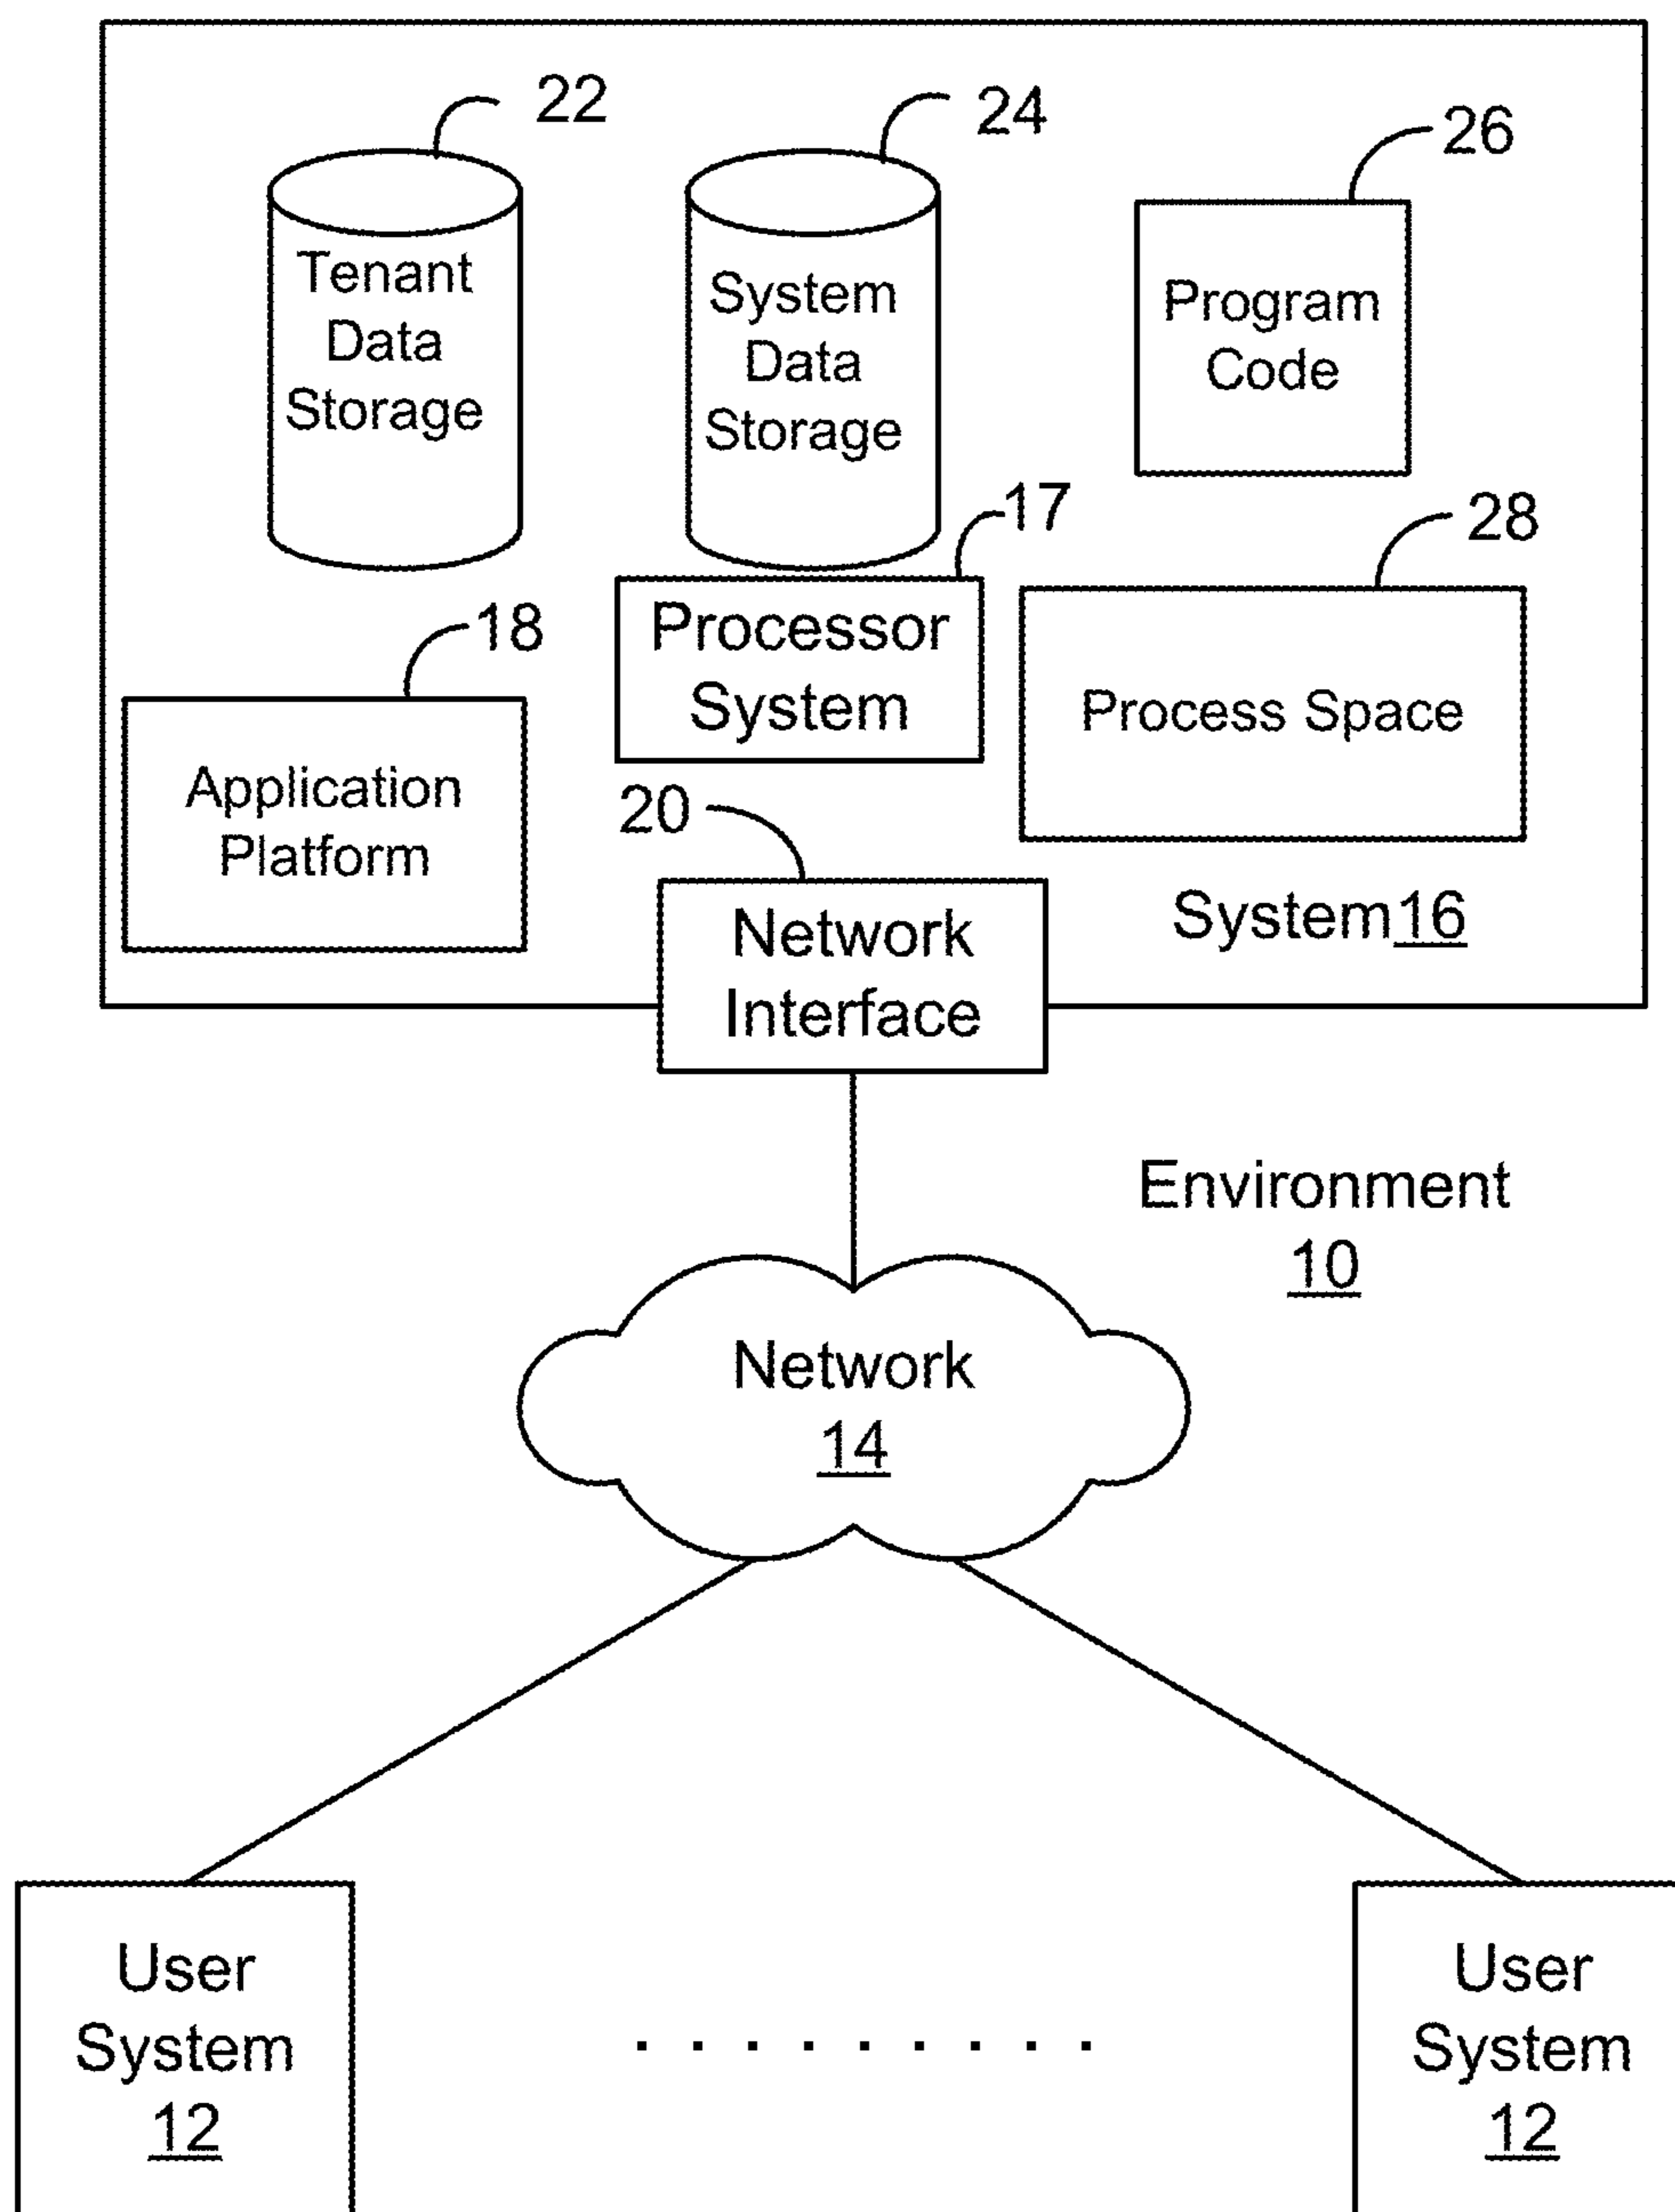 22
24
26
Tenant
Data
Storage
System
Data
Storage
Program
Code
17
28
18
Processor
System
Process Space
Application
Platform
20
Network
Interface
System16
Environment
10
Network
14
User
System
12
. . . . . . . . .
User
System
12